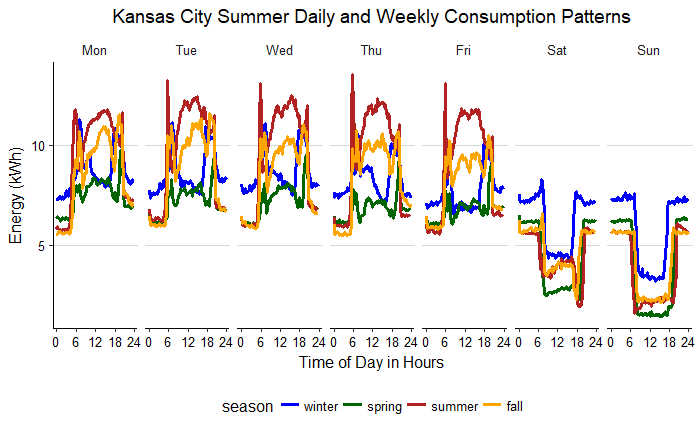 Kansas City Summer Daily and Weekly Consumption Patterns
Mon Tue Wed Thu Fri Sat Sun
10
5
Energy (kWh)
0 6 12 18 24 0 6 12 18 24 0 6 12 18 24 0 6 12 18 24 0 6 12 18 24 0 6 12 18 24 0 6 12 18 24
Time of Day in Hours
season winter spring summer fall